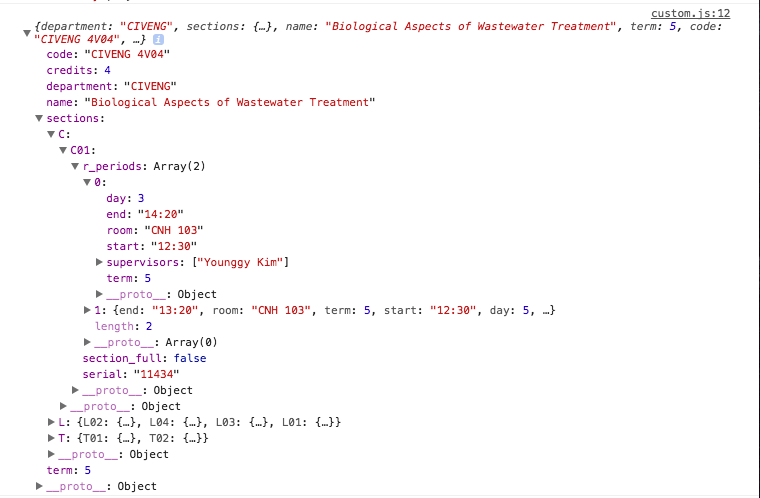 custom.js:12
{department: "CIVENG", sections: {…}, name: "Biological Aspects of Wastewater Treatment", term: 5, code:
"CIVENG 4V04", …} i
code: "CIVENG 4V04"
credits: 4
department: "CIVENG"
name: "Biological Aspects of Wastewater Treatment"
sections:
C:
C01:
r_periods: Array(2)
0:
day: 3
end: "14:20"
room: "CNH 103"
start: "12:30"
supervisors: ["Younggy Kim"]
term: 5
__proto__: Object
1: {end: "13:20", room: "CNH 103", term: 5, start: "12:30", day: 5, …}
length: 2
__proto__: Array(0)
section_full: false
serial: "11434"
__proto__: Object
__proto__: Object
L: {L02: {…}, L04: {…}, L03: {…}, L01: {…}}
T: {T01: {…}, T02: {…}}
__proto__: Object
term: 5
__proto__: Object